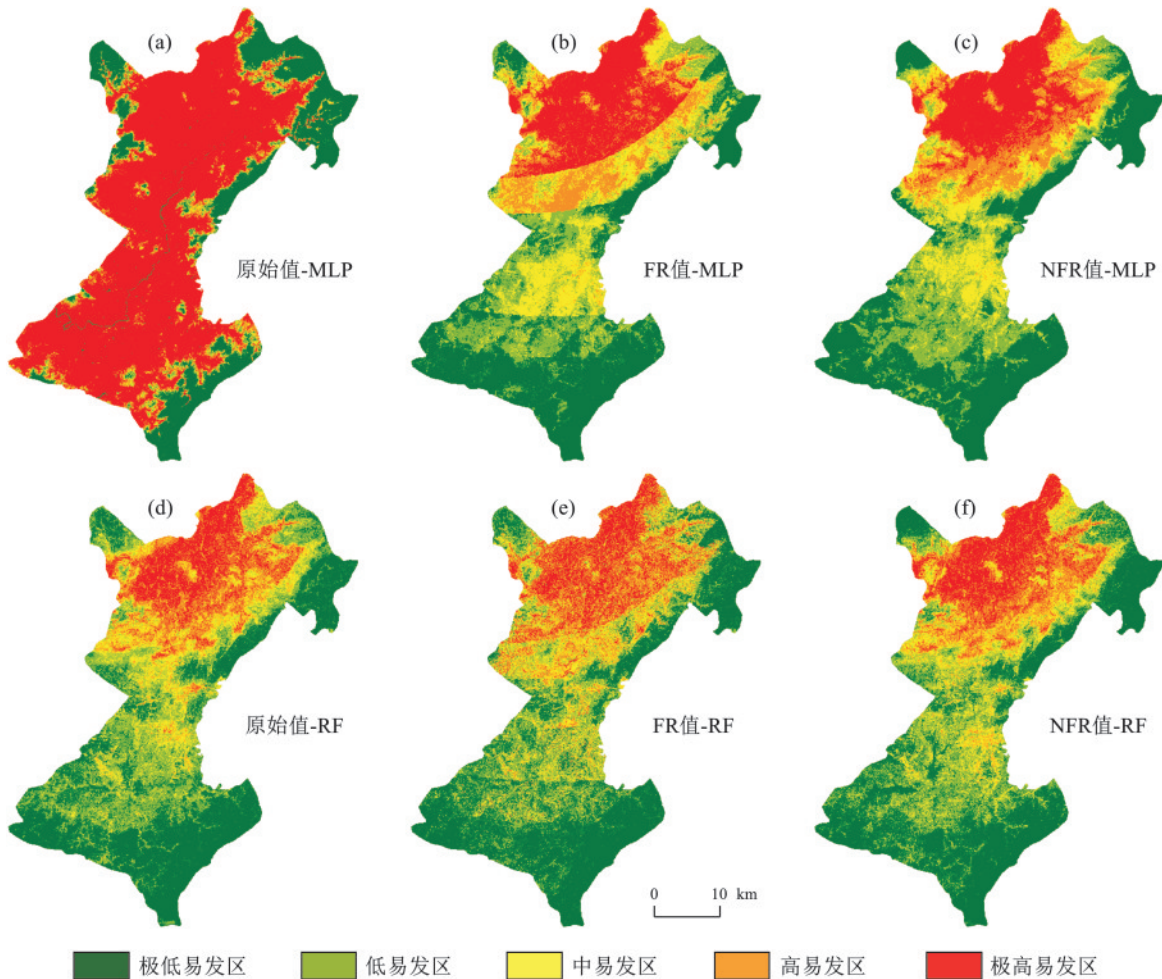 (a)
(b)
(c)
原始值-MLP
FR值-MLP
NFR值-MLP
(d)
(e)
(f)
原始值-RF
FR值-RF
NFR值-RF
0 10 km
极低易发区 低易发区 中易发区 高易发区 极高易发区